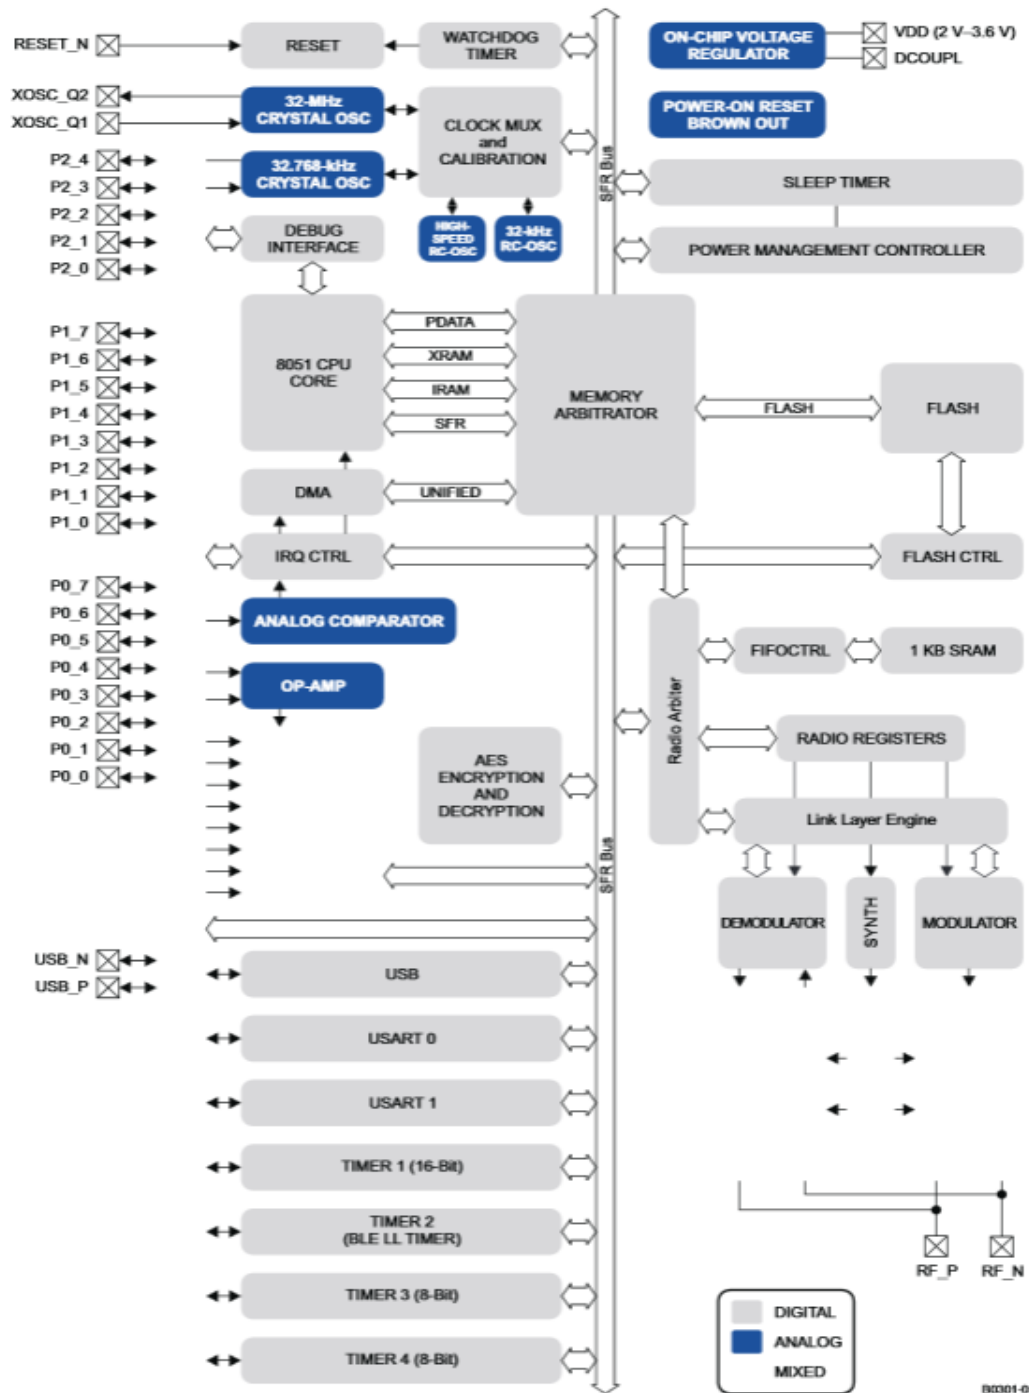 RESET_N
RESET
WATCHDOG
TIMER
ON-CHIP VOLTAGE
REGULATOR
VDD (2 V–3.6 V)
DCOUPL
XOSC_Q2
XOSC_Q1
32-MHz
CRYSTAL OSC
CLOCK MUX
and
CALIBRATION
POWER-ON RESET
BROWN OUT
SFR Bus
P2_4
P2_3
P2_2
P2_1
P2_0
32.768-kHz
CRYSTAL OSC
SLEEP TIMER
DEBUG
INTERFACE
HIGH-
SPEED
RC-OSC
32-kHz
RC-OSC
POWER MANAGEMENT CONTROLLER
P1_7
P1_6
P1_5
P1_4
P1_3
P1_2
P1_1
P1_0
8051 CPU
CORE
PDATA
XRAM
IRAM
SFR
MEMORY
ARBITRATOR
FLASH
FLASH
DMA
UNIFIED
IRQ CTRL
FLASH CTRL
P0_7
P0_6
P0_5
P0_4
P0_3
P0_2
P0_1
P0_0
ANALOG COMPARATOR
OP-AMP
Radio Arbiter
FIFOCTRL
1 KB SRAM
RADIO REGISTERS
AES
ENCRYPTION
AND
DECRYPTION
Link Layer Engine
SFR Bus
DEMODULATOR
SYNTH
MODULATOR
USB_N
USB_P
USB
USART 0
USART 1
TIMER 1 (16-Bit)
TIMER 2
(BLE LL TIMER)
TIMER 3 (8-Bit)
TIMER 4 (8-Bit)
RF_P
RF_N
DIGITAL
ANALOG
MIXED